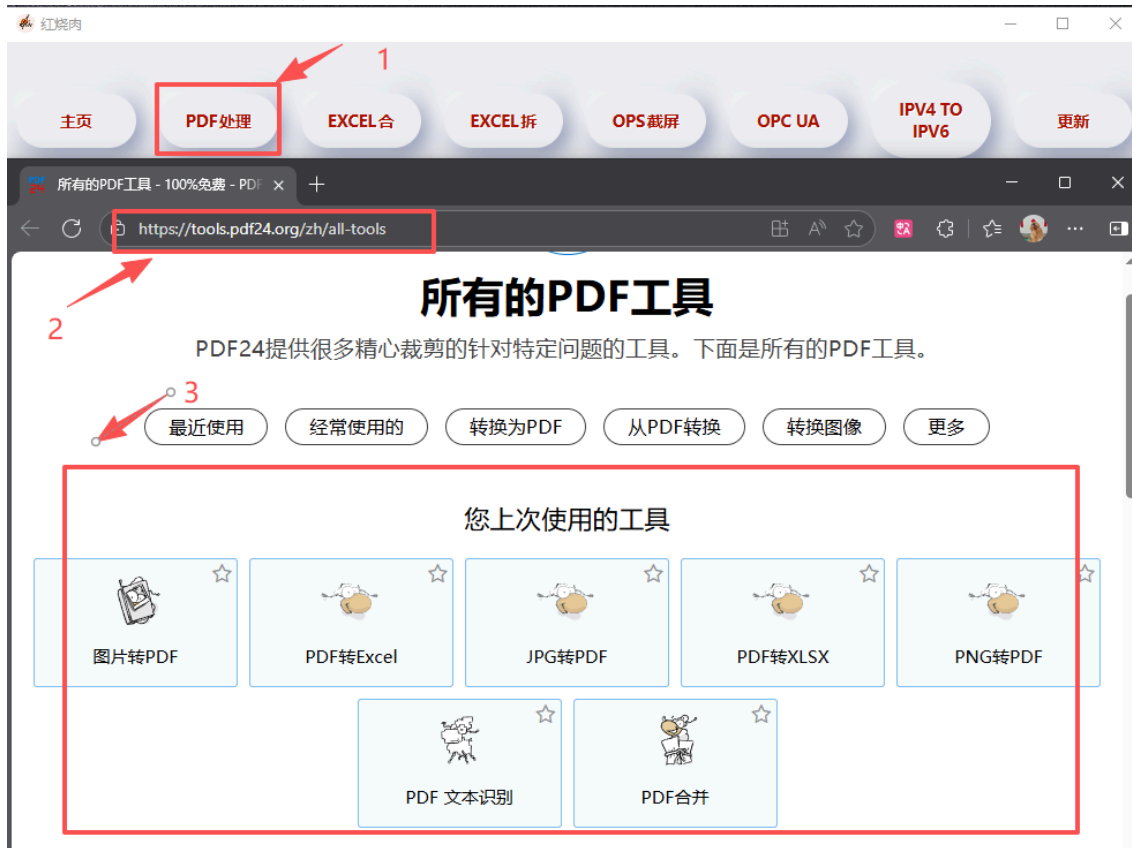 红烧肉
1
主页
PDF处理
EXCEL合
EXCEL拆
OPS截屏
OPC UA
IPV4 TO
IPV6
更新
所有的PDF工具 - 100%免费 - PDF
https://tools.pdf24.org/zh/all-tools
2
所有的PDF工具
PDF24提供很多精心裁剪的针对特定问题的工具。下面是所有的PDF工具。
3
最近使用
经常使用的
转换为PDF
从PDF转换
转换图像
更多
您上次使用的工具
图片转PDF
PDF转Excel
JPG转PDF
PDF转XLSX
PNG转PDF
PDF 文本识别
PDF合并